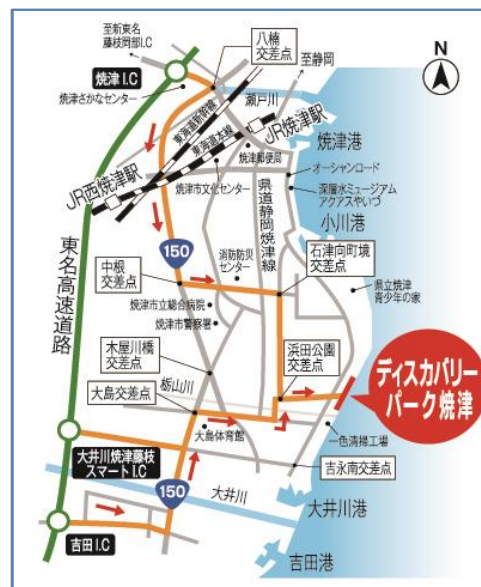 至新東名
藤枝岡部I.C
八楠
交差点
N
焼津I.C
至静岡
焼津さかなセンター
瀬戸川
東海道新幹線
東海道本線
JR焼津駅
焼津港
JR西焼津駅
焼津郵便局
オーシャンロード
焼津市文化センター
深層水ミュージアム
アクアスやいづ
県道静岡焼津線
小川港
150
東名高速道路
中根
交差点
消防防災
センター
石津向町境
交差点
県立焼津
青少年の家
焼津市立総合病院
焼津市警察署
木屋川橋
交差点
浜田公園
交差点
ディスカバリー
パーク焼津
栃山川
大島交差点
大島体育館
一色清掃工場
大井川焼津藤枝
スマートI.C
吉永南交差点
150
大井川
大井川港
吉田I.C
吉田港